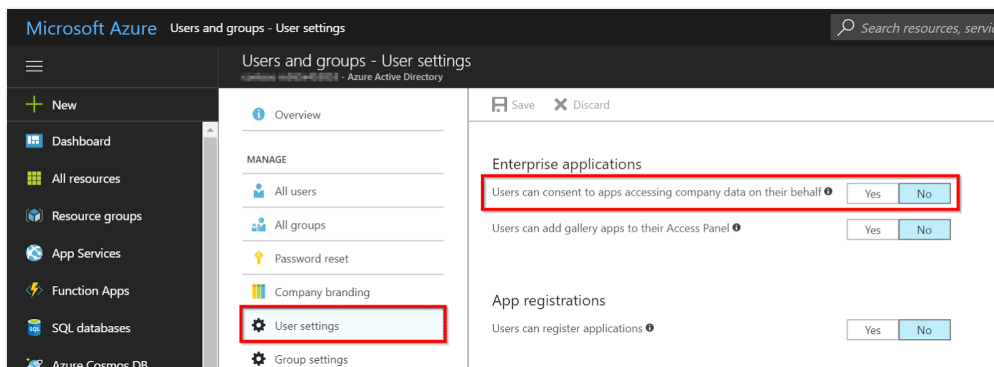 Microsoft Azure Users and groups - User settings
Search resources, servic
Users and groups - User settings
- Azure Active Directory
New
Dashboard
All resources
Resource groups
App Services
Function Apps
SQL databases
Azure Cosmos DB
Overview
MANAGE
All users
All groups
Password reset
Company branding
User settings
Group settings
Save Discard
Enterprise applications
Users can consent to apps accessing company data on their behalf Yes No
Users can add gallery apps to their Access Panel Yes No
App registrations
Users can register applications Yes No